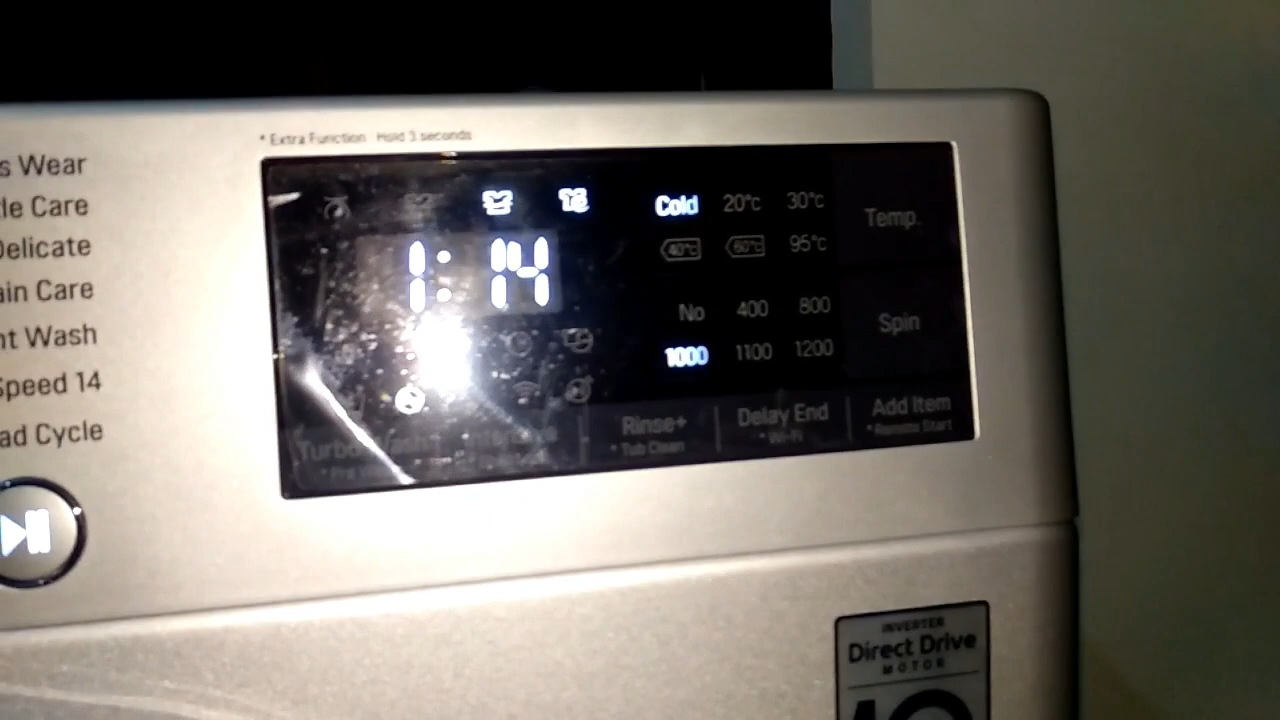 * Extra Function Hold 3 seconds
s Wear
le Care
Delicate
ain Care
nt Wash
Speed 14
ad Cycle
1:14
Cold 20°c 30°c
40°c 60°c 95°c
Temp.
No 400 800
1000 1100 1200
Spin
Rinse+
* Tub Clean
Delay End
* Wi-Fi
Add Item
* Remote Start
INVERTER
Direct Drive
MOTOR